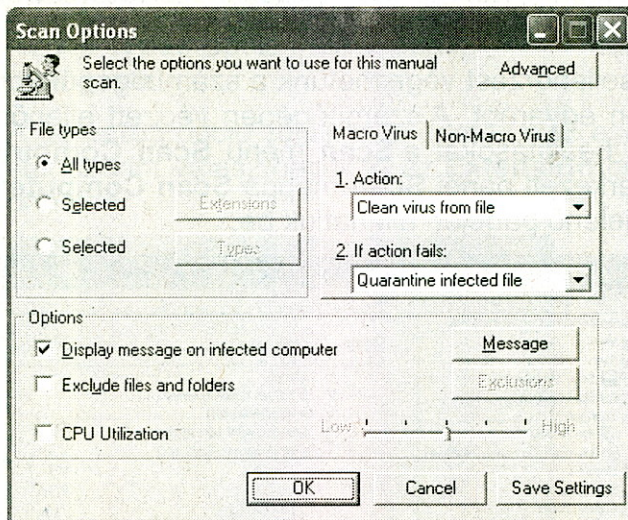 Scan Options
Select the options you want to use for this manual
scan.
Advanced
File types
All types
Selected
Extensions
Selected
Types
Macro Virus
Non-Macro Virus
1. Action:
Clean virus from file
2. If action fails:
Quarantine infected file
Options
Display message on infected computer
Message
Exclude files and folders
Exclusions
CPU Utilization
Low
High
OK
Cancel
Save Settings